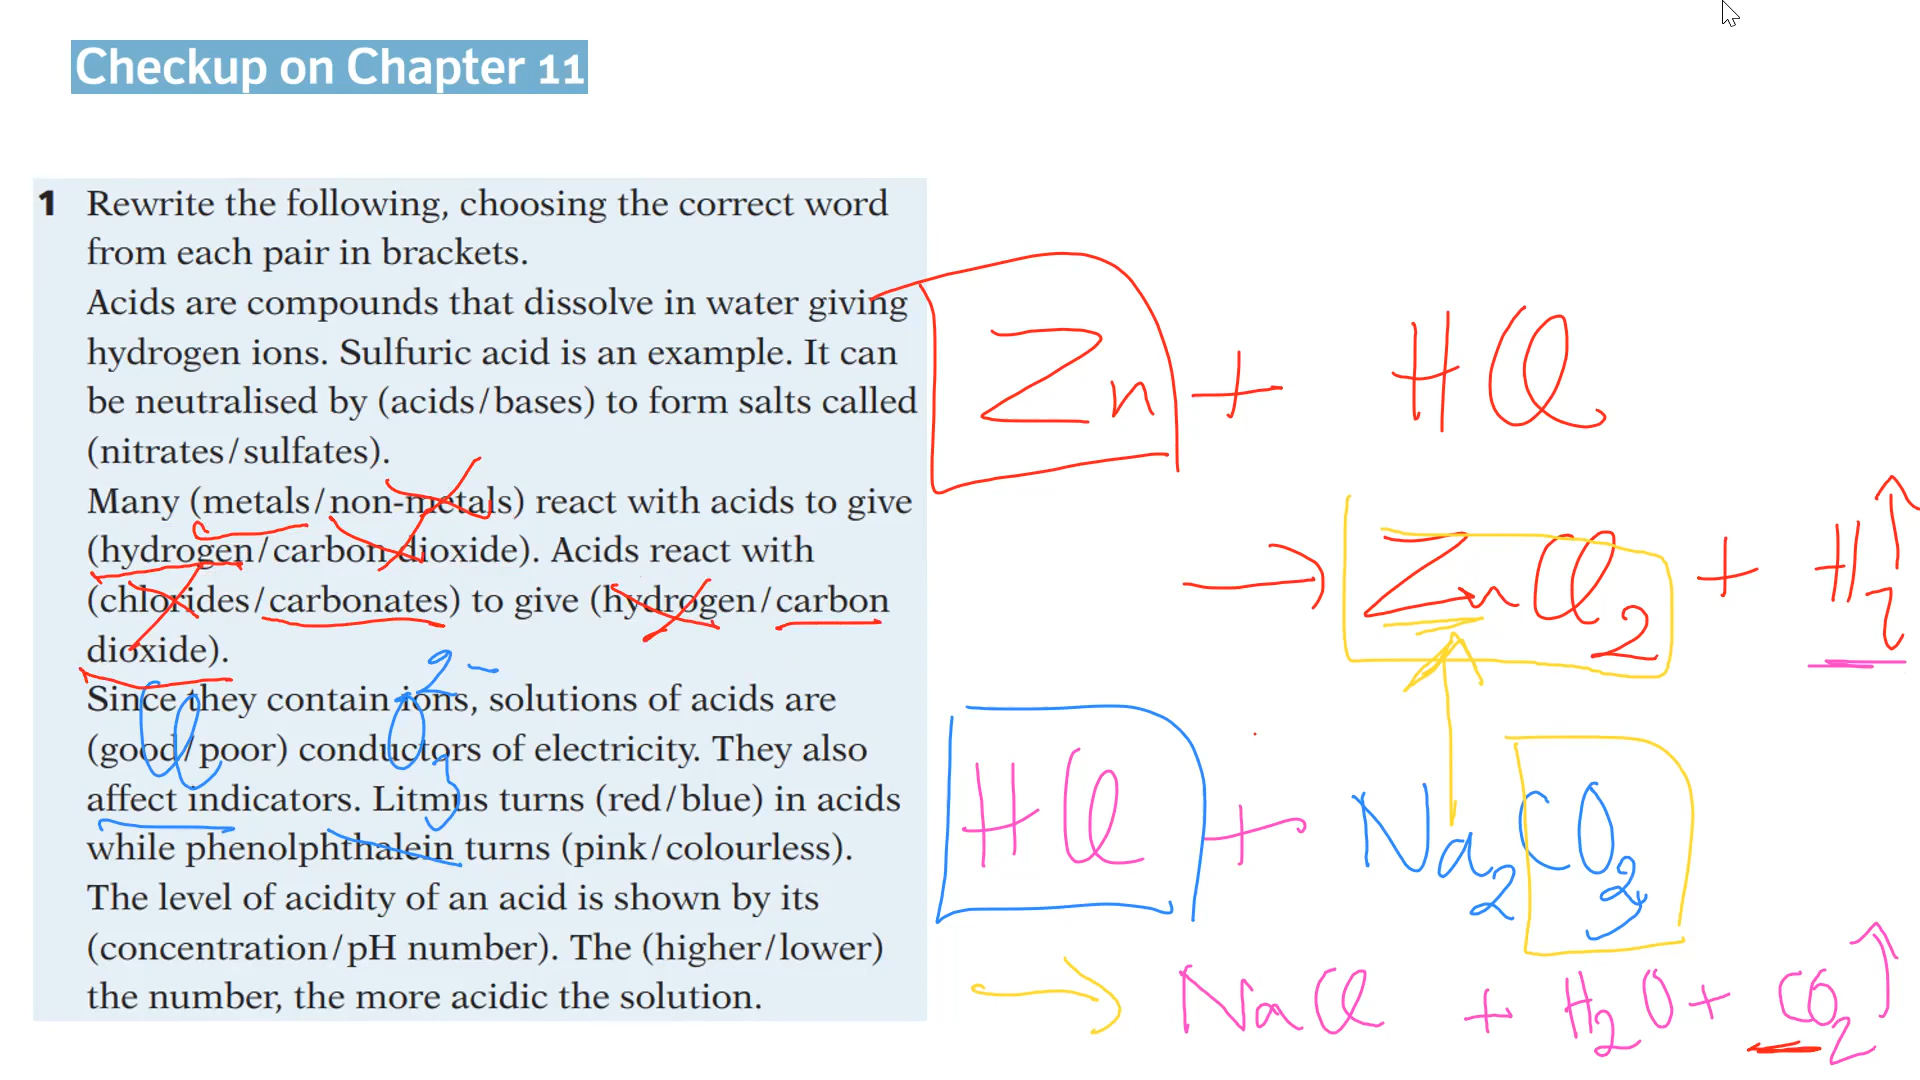 Checkup on Chapter 11
1 Rewrite the following, choosing the correct word
from each pair in brackets.
Acids are compounds that dissolve in water giving
hydrogen ions. Sulfuric acid is an example. It can
be neutralised by (acids/bases) to form salts called
(nitrates/sulfates).
Many (metals/non-metals) react with acids to give
(hydrogen/carbon dioxide). Acids react with
(chlorides/carbonates) to give (hydrogen/carbon
dioxide).
Since they contain ions, solutions of acids are
(good/poor) conductors of electricity. They also
affect indicators. Litmus turns (red/blue) in acids
while phenolphthalein turns (pink/colourless).
The level of acidity of an acid is shown by its
(concentration/pH number). The (higher/lower)
the number, the more acidic the solution.
Zn + HCl
→ ZnCl2 + H2↑
HCl + Na2CO3
→ NaCl + H2O + CO2↑